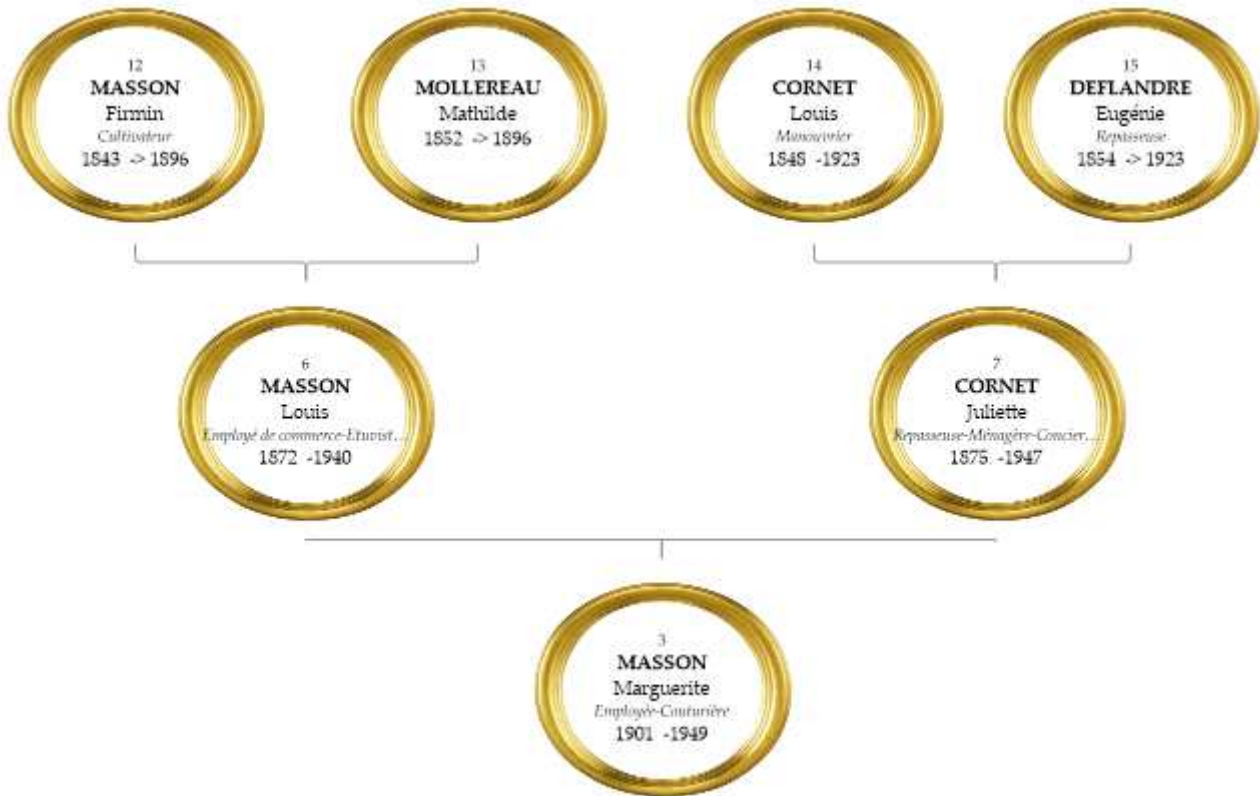 12
MASSON
Firmin
Cultivateur
1843 -> 1896
13
MOLLEREAU
Mathilde
1852 -> 1896
14
CORNET
Louis
Manouvrier
1848 -1923
15
DEFLANDRE
Eugénie
Repasseuse
1854 -> 1923
6
MASSON
Louis
Employé de commerce-Etuvist...
1872 -1940
7
CORNET
Juliette
Repasseuse-Ménagère-Concier...
1875 -1947
3
MASSON
Marguerite
Employée-Couturière
1901 -1949